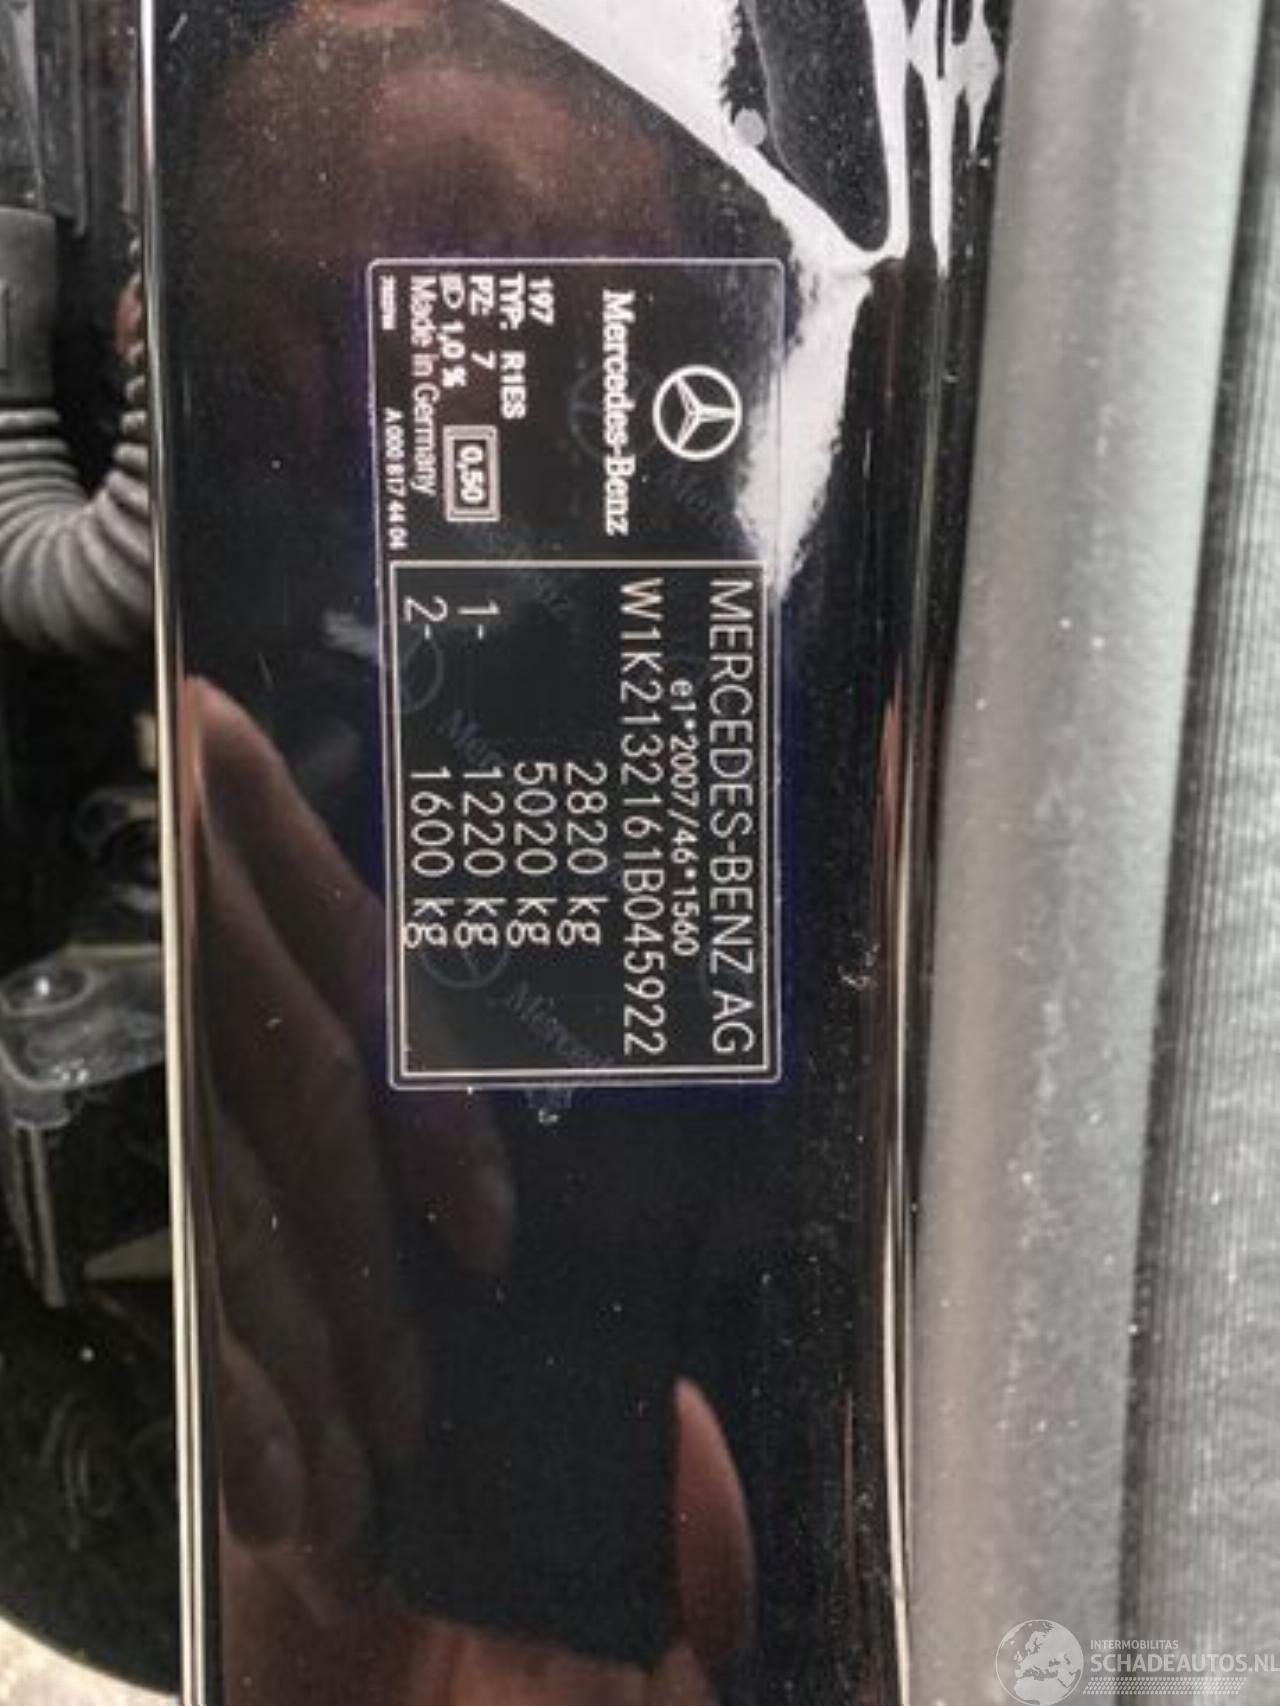 Mercedes-Benz
197
TYP: R1ES
PZ: 7
1,0 %
0,50
Made in Germany
A 000 817 44 04
MERCEDES-BENZ AG
e1*2007/46*1560
W1K2132161B045922
2820 kg
5020 kg
1- 1220 kg
2- 1600 kg
INTERMOBILITAS
SCHADEAUTOS.NL